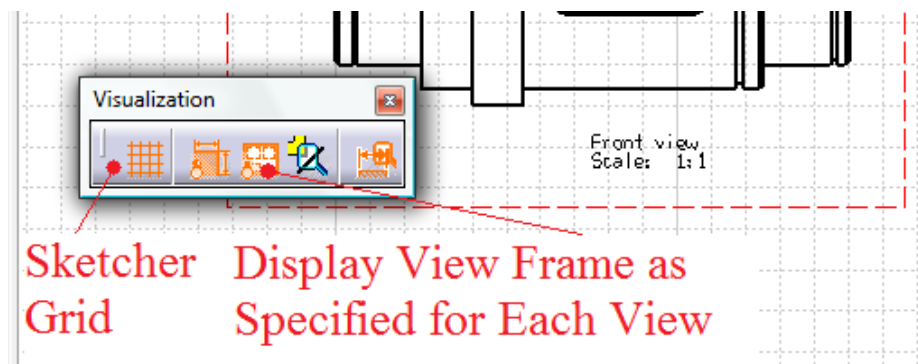 Visualization
Front view
Scale: 1:1
Sketcher
Grid
Display View Frame as
Specified for Each View